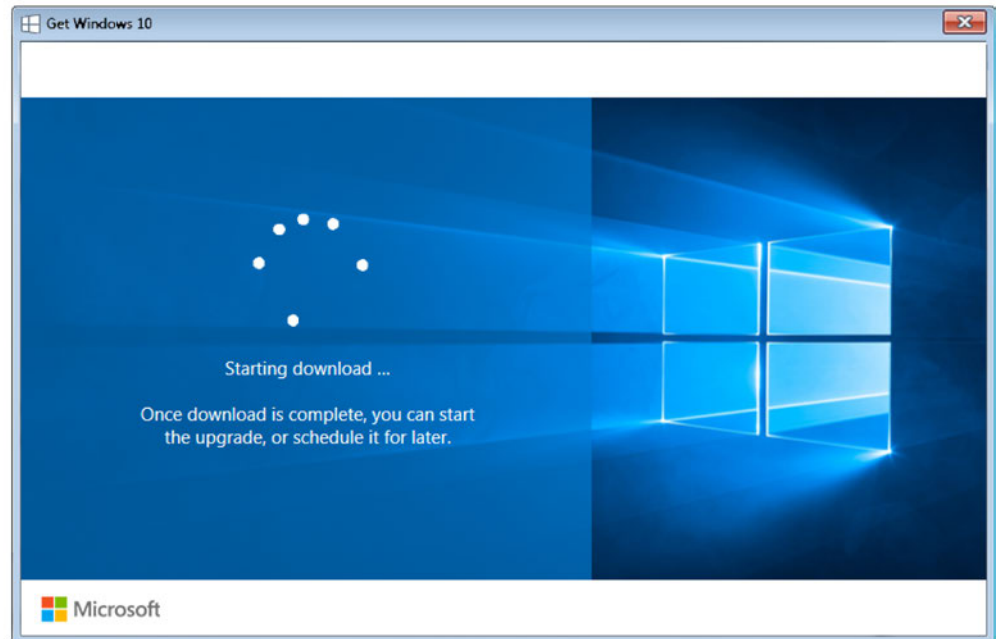 Get Windows 10
Starting download ...
Once download is complete, you can start
the upgrade, or schedule it for later.
Microsoft